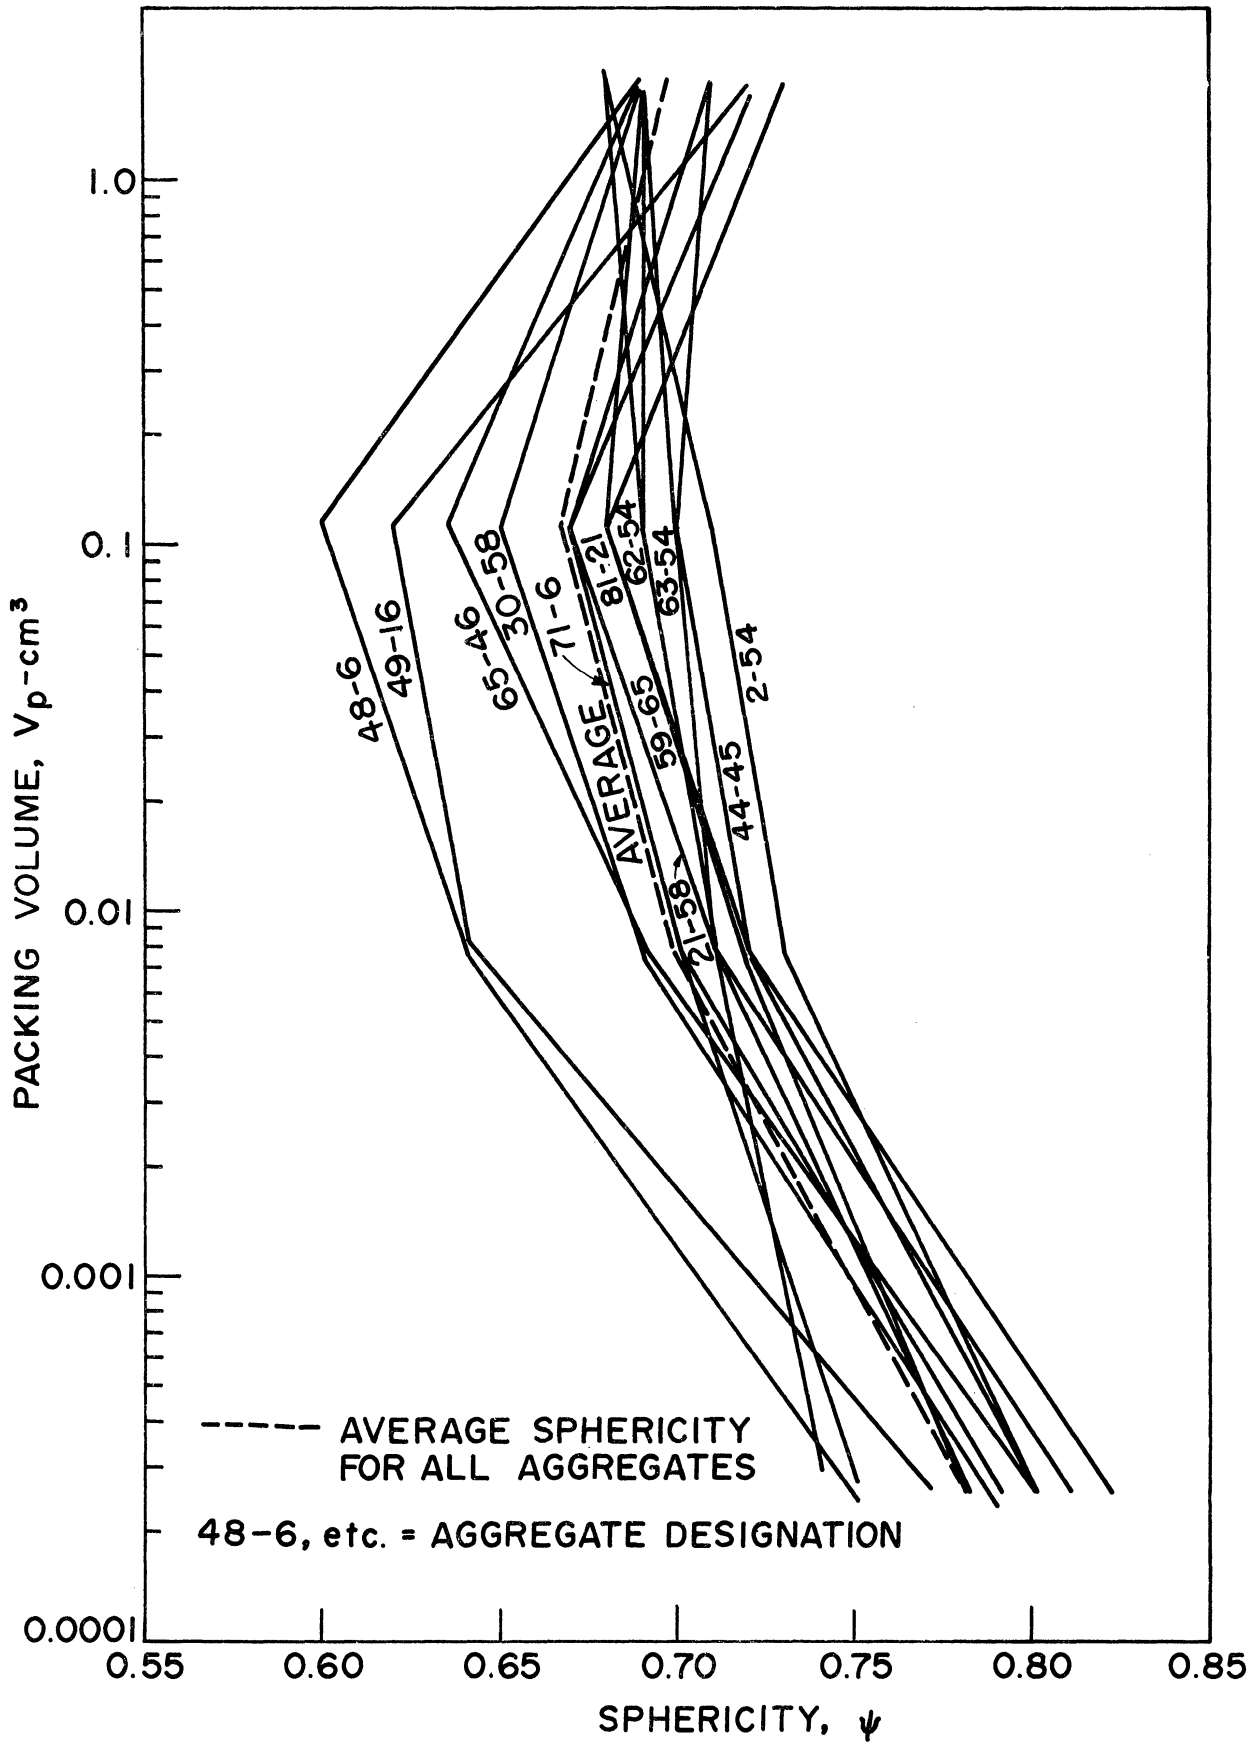 1.0
0.1
0.01
0.001
0.0001
PACKING VOLUME, Vp-cm³
48-6
49-16
65-46
30-58
71-6
AVERAGE
81-21
62-54
63-54
59-65
21-58
44-45
2-54
---- AVERAGE SPHERICITY
FOR ALL AGGREGATES
48-6, etc. = AGGREGATE DESIGNATION
0.55 0.60 0.65 0.70 0.75 0.80 0.85
SPHERICITY, ψ